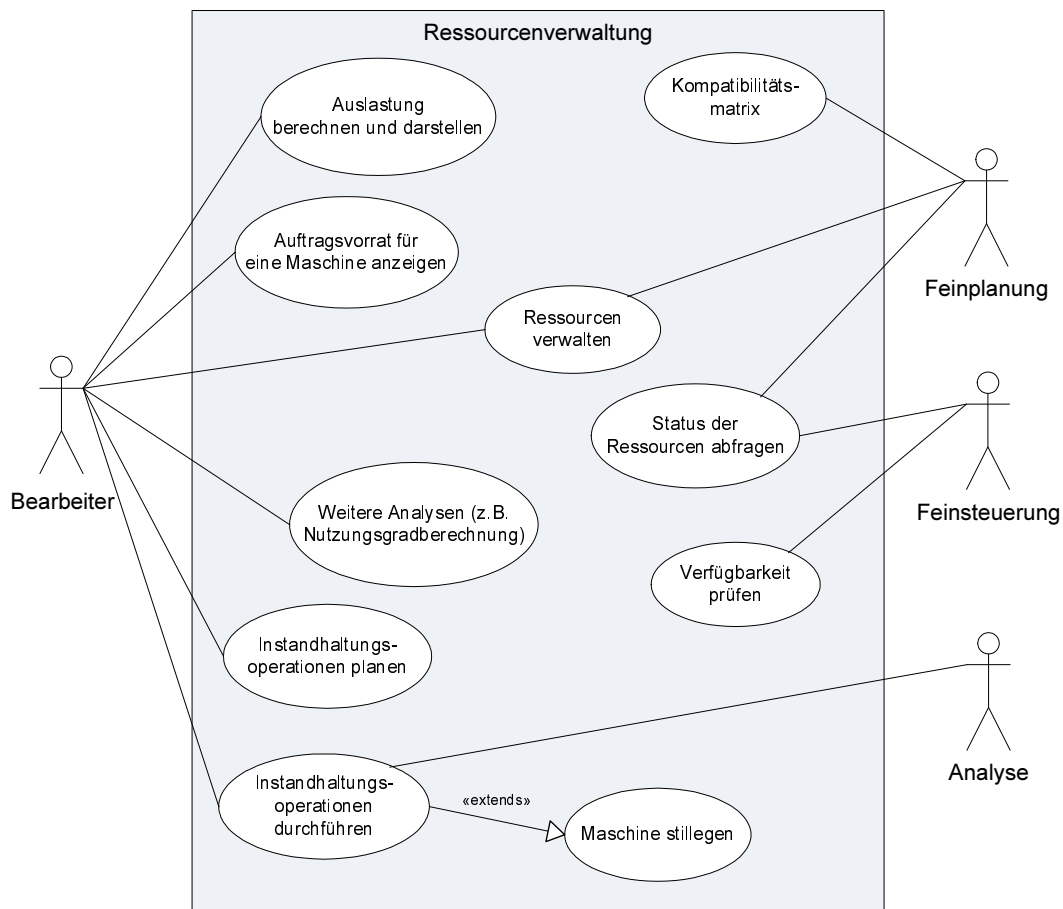 Ressourcenverwaltung
Auslastung
berechnen und darstellen
Kompatibilitäts-
matrix
Auftragsvorrat für
eine Maschine anzeigen
Feinplanung
Ressourcen
verwalten
Status der
Ressourcen abfragen
Bearbeiter
Weitere Analysen (z.B.
Nutzungsgradberechnung)
Feinsteuerung
Verfügbarkeit
prüfen
Instandhaltungs-
operationen planen
Analyse
Instandhaltungs-
operationen
durchführen
«extends»
Maschine stillegen